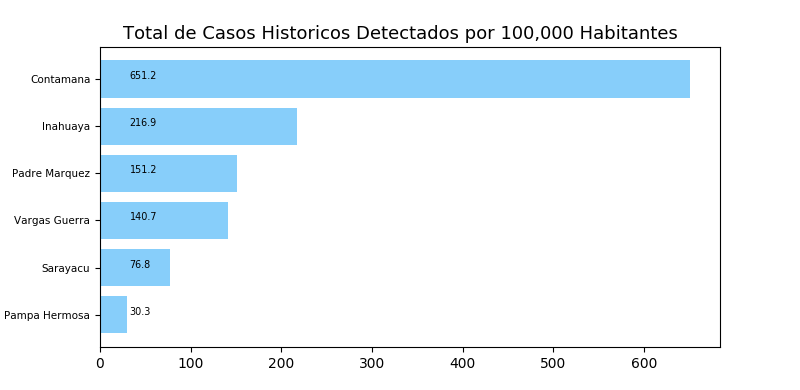 Total de Casos Historicos Detectados por 100,000 Habitantes
Contamana 651.2
Inahuaya 216.9
Padre Marquez 151.2
Vargas Guerra 140.7
Sarayacu 76.8
Pampa Hermosa 30.3
0 100 200 300 400 500 600